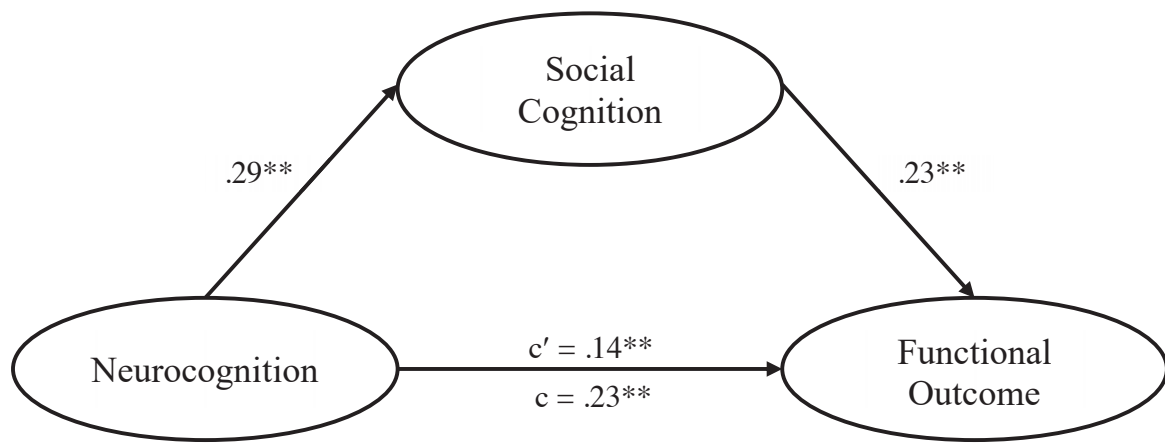 Social
Cognition
.29**
.23**
Neurocognition
c′ = .14**
c = .23**
Functional
Outcome